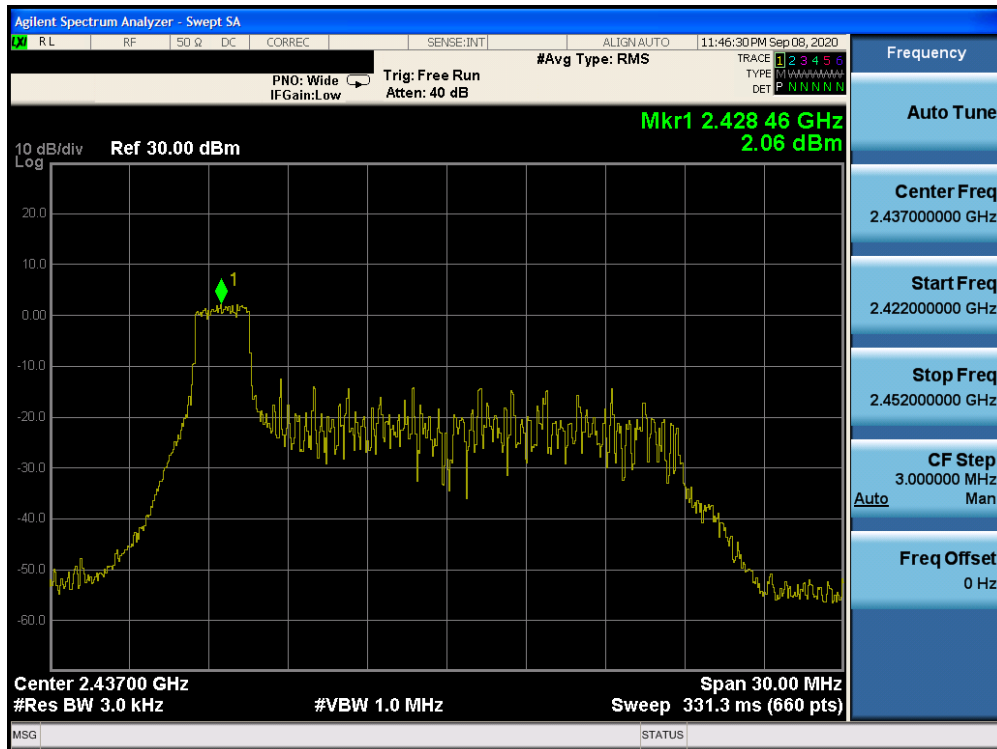 Agilent Spectrum Analyzer - Swept SA
LXI RL RF 50 Ω DC CORREC SENSE:INT ALIGN AUTO 11:46:30 PM Sep 08, 2020
Frequency
#Avg Type: RMS
TRACE 1 2 3 4 5 6
PNO: Wide Trig: Free Run
TYPE M W W W W W
IFGain:Low Atten: 40 dB
DET P N N N N N
Auto Tune
Mkr1 2.428 46 GHz
2.06 dBm
10 dB/div Ref 30.00 dBm
Log
Center Freq
2.437000000 GHz
20.0
10.0
1
0.00
-10.0
-20.0
-30.0
-40.0
-50.0
-60.0
Start Freq
2.422000000 GHz
Stop Freq
2.452000000 GHz
CF Step
3.000000 MHz
Auto Man
Freq Offset
0 Hz
Center 2.43700 GHz Span 30.00 MHz
#Res BW 3.0 kHz #VBW 1.0 MHz Sweep 331.3 ms (660 pts)
MSG STATUS